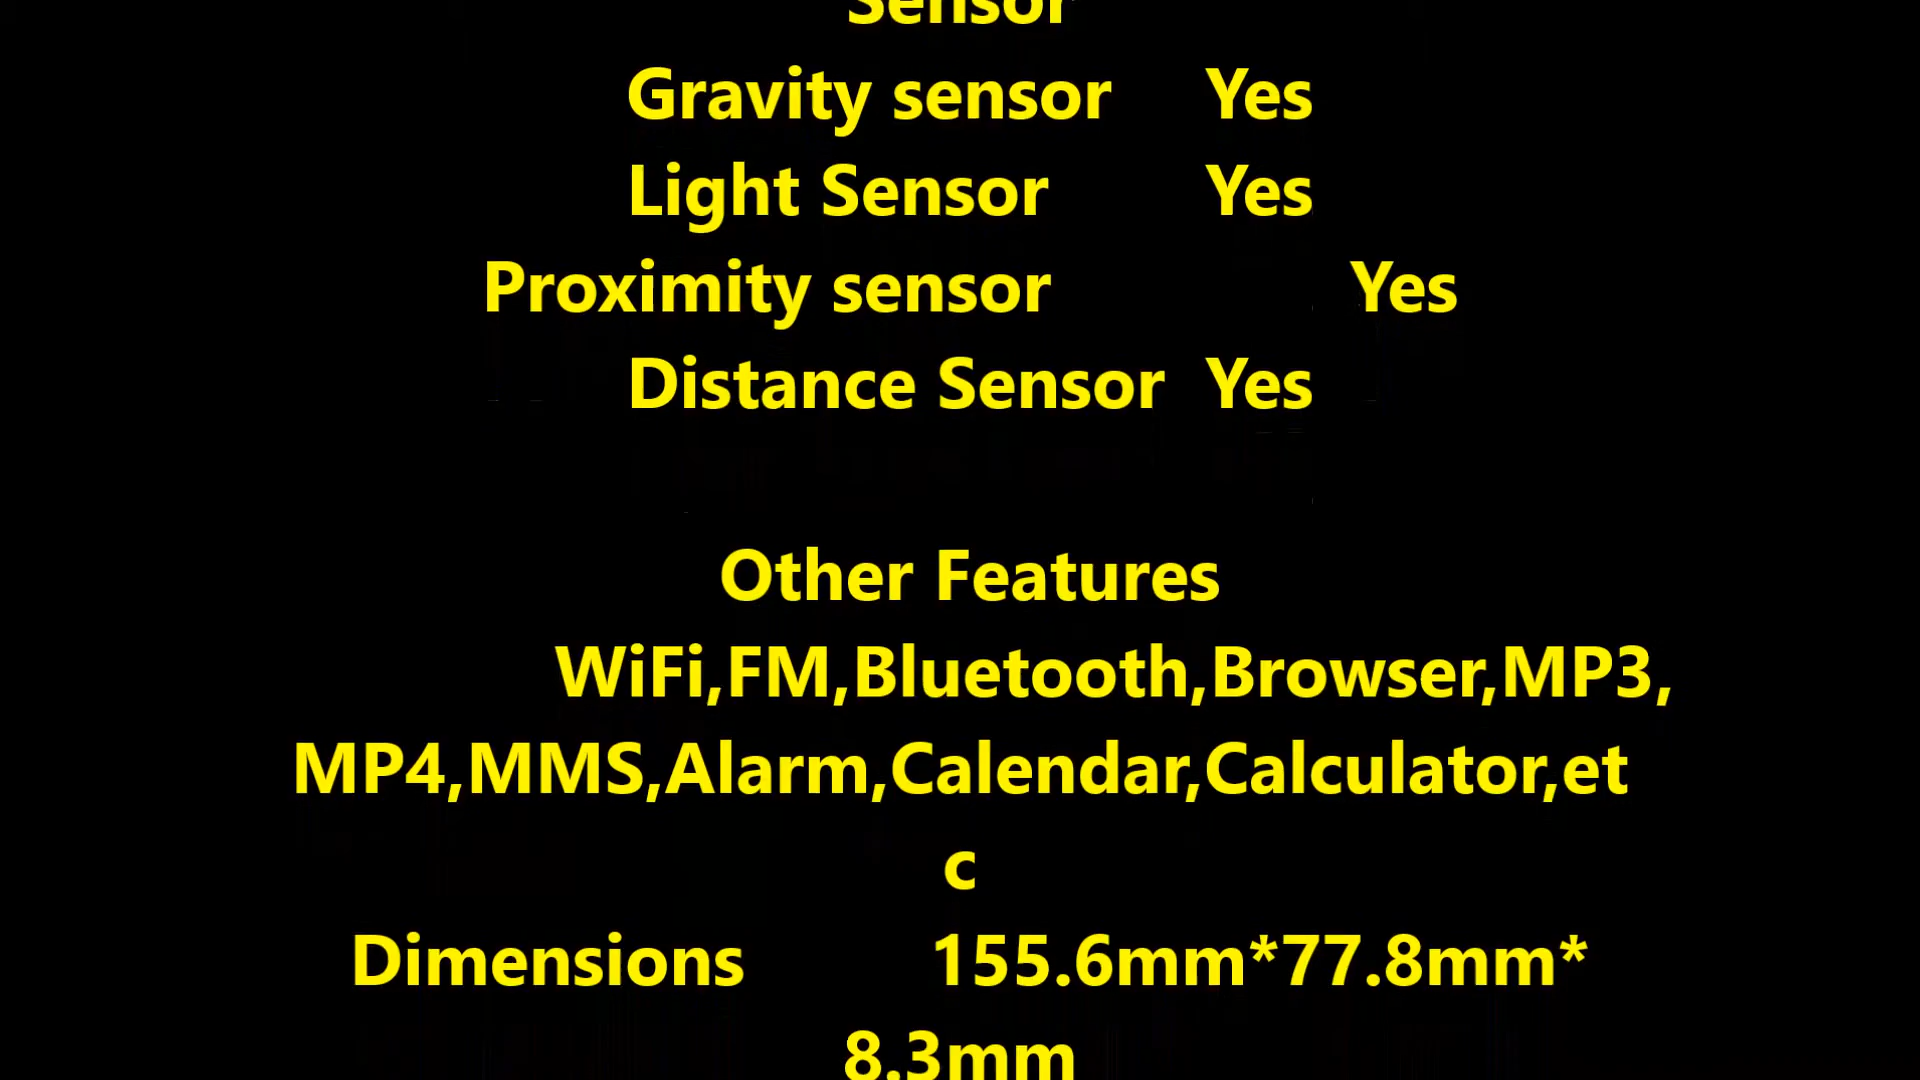 Sensor
Gravity sensor Yes
Light Sensor Yes
Proximity sensor Yes
Distance Sensor Yes
Other Features
WiFi,FM,Bluetooth,Browser,MP3,
MP4,MMS,Alarm,Calendar,Calculator,et
c
Dimensions 155.6mm*77.8mm*
8.3mm